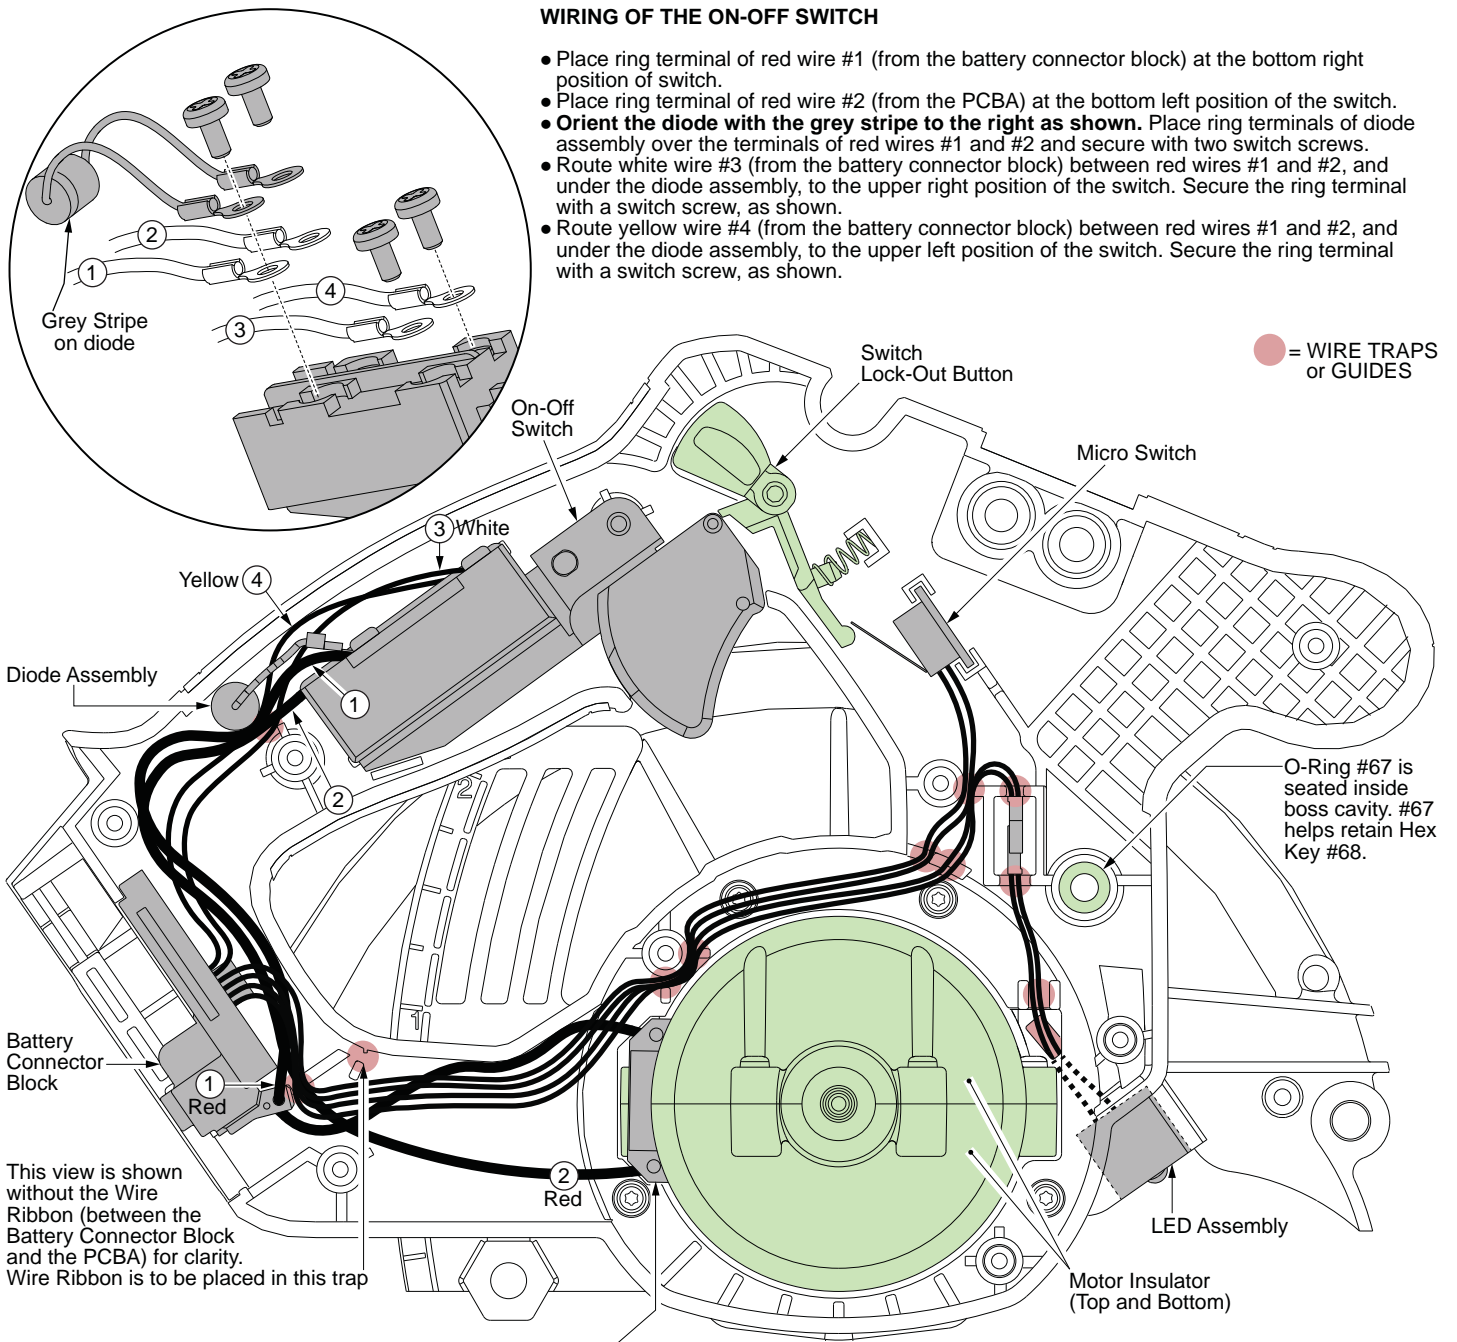 WIRING OF THE ON-OFF SWITCH
● Place ring terminal of red wire #1 (from the battery connector block) at the bottom right
position of switch.
● Place ring terminal of red wire #2 (from the PCBA) at the bottom left position of the switch.
● Orient the diode with the grey stripe to the right as shown. Place ring terminals of diode
assembly over the terminals of red wires #1 and #2 and secure with two switch screws.
● Route white wire #3 (from the battery connector block) between red wires #1 and #2, and
under the diode assembly, to the upper right position of the switch. Secure the ring terminal
with a switch screw, as shown.
● Route yellow wire #4 (from the battery connector block) between red wires #1 and #2, and
under the diode assembly, to the upper left position of the switch. Secure the ring terminal
with a switch screw, as shown.
2
1
4
3
Grey Stripe
on diode
= WIRE TRAPS
or GUIDES
Switch
Lock-Out Button
On-Off
Switch
Micro Switch
3 White
Yellow 4
Diode Assembly
1
2
2
1
O-Ring #67 is
seated inside
boss cavity. #67
helps retain Hex
Key #68.
Battery
Connector
Block
1
Red
2
Red
This view is shown
without the Wire
Ribbon (between the
Battery Connector Block
and the PCBA) for clarity.
Wire Ribbon is to be placed in this trap
LED Assembly
Motor Insulator
(Top and Bottom)